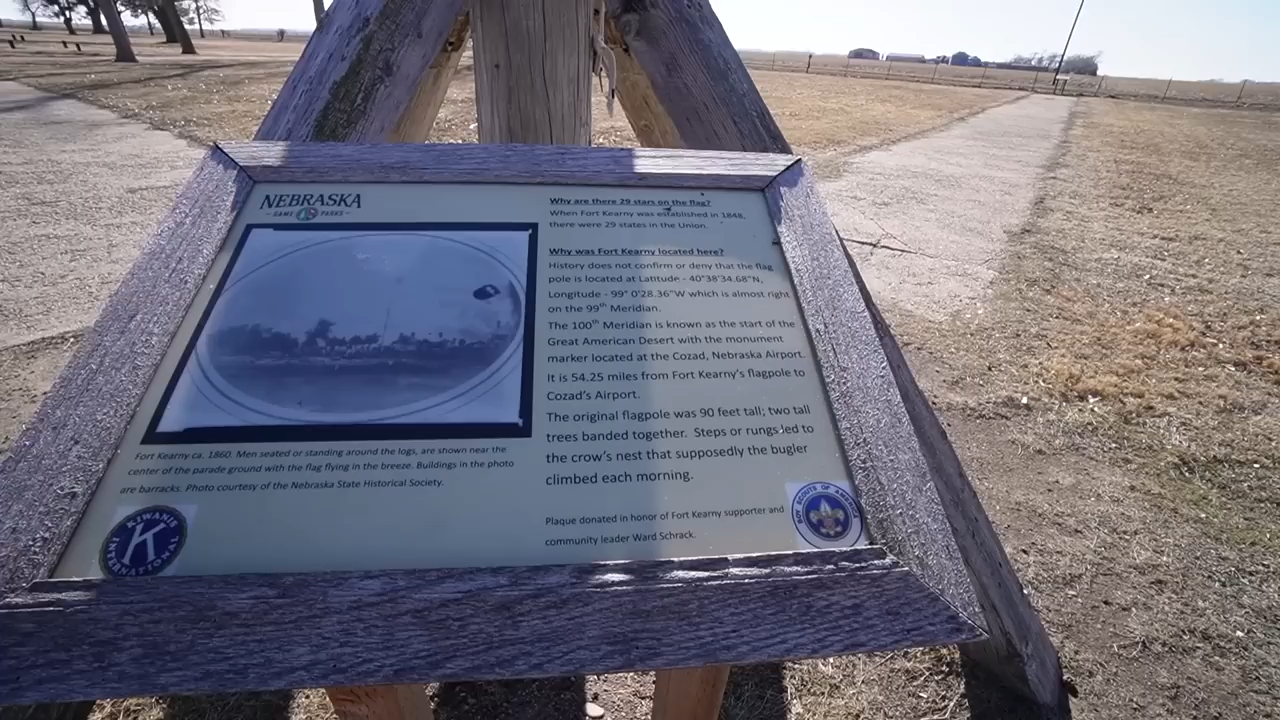 NEBRASKA
GAME PARKS
Why are there 29 stars on the flag?
When Fort Kearny was established in 1848,
there were 29 states in the Union.
Why was Fort Kearny located here?
History does not confirm or deny that the flag
pole is located at Latitude - 40°38'34.68"N,
Longitude - 99° 0'28.36"W which is almost right
on the 99th Meridian.
The 100th Meridian is known as the start of the
Great American Desert with the monument
marker located at the Cozad, Nebraska Airport.
It is 54.25 miles from Fort Kearny's flagpole to
Cozad's Airport.
The original flagpole was 90 feet tall; two tall
trees banded together. Steps or rungs led to
the crow's nest that supposedly the bugler
climbed each morning.
Fort Kearny ca. 1860. Men seated or standing around the logs, are shown near the
center of the parade ground with the flag flying in the breeze. Buildings in the photo
are barracks. Photo courtesy of the Nebraska State Historical Society.
Plaque donated in honor of Fort Kearny supporter and
community leader Ward Schrack.
KIWANIS
K
INTERNATIONAL
BOY SCOUTS OF AMERICA